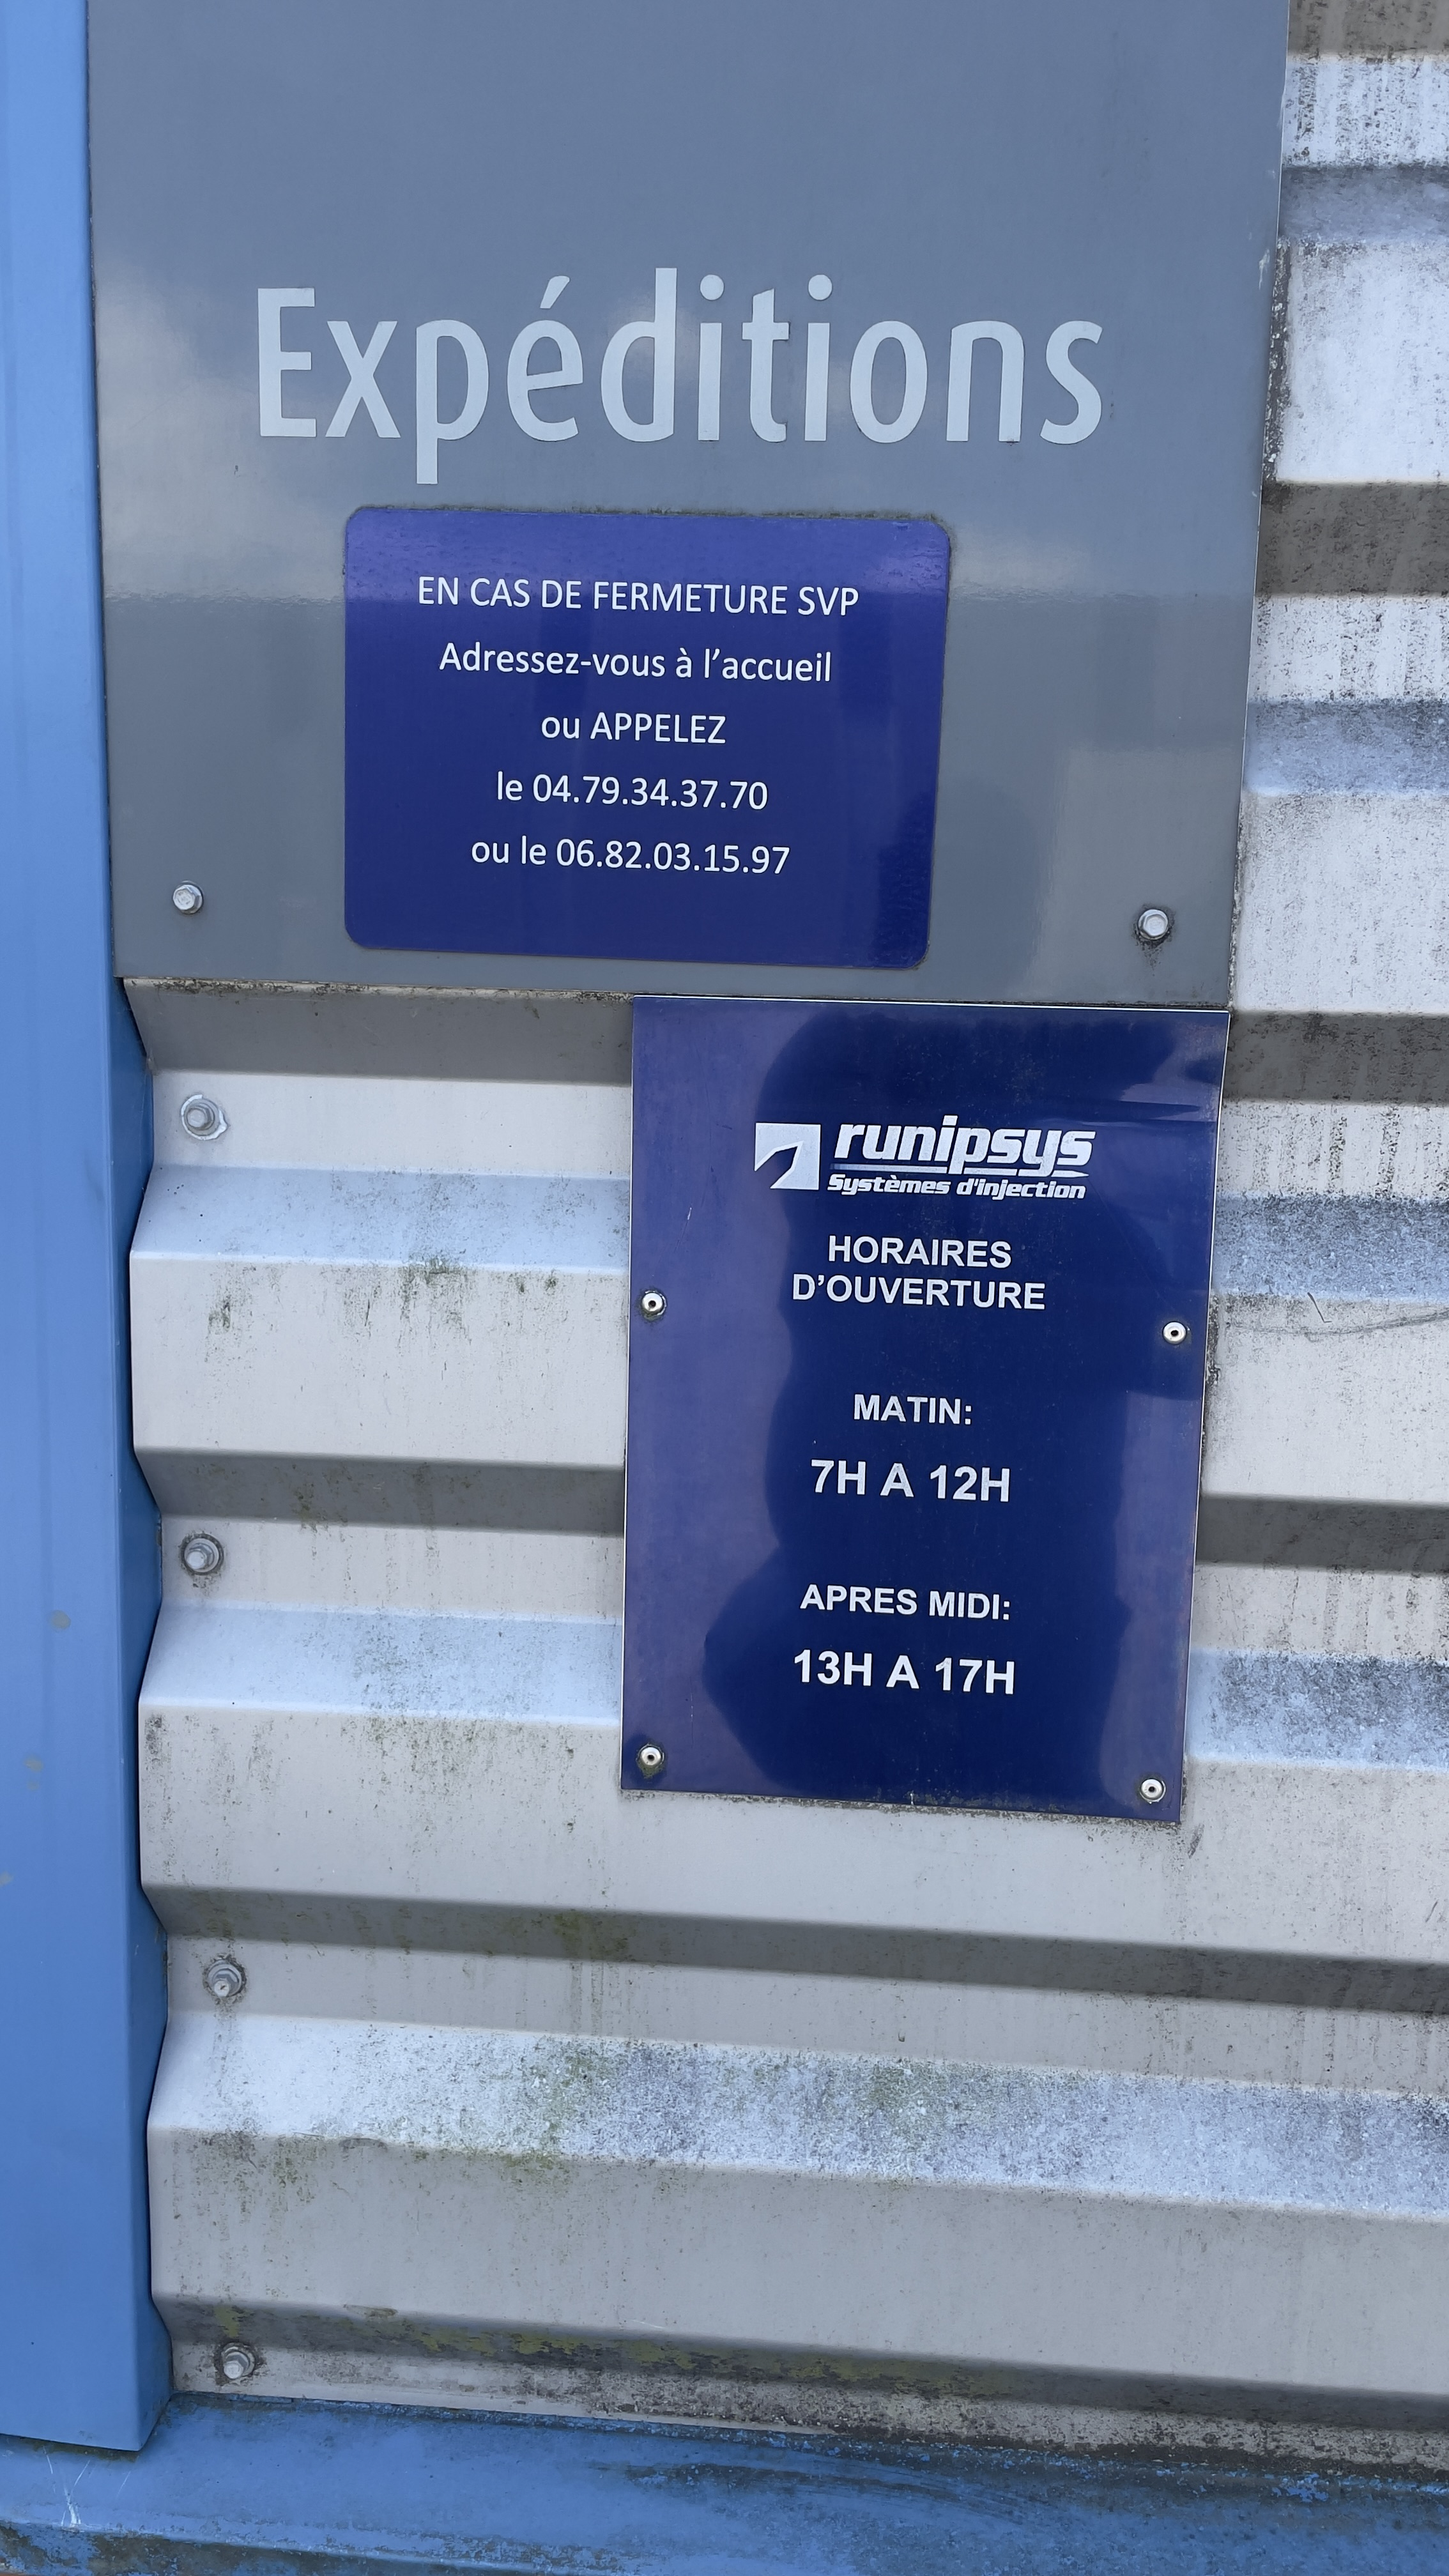 Expéditions
EN CAS DE FERMETURE SVP
Adressez-vous à l'accueil
ou APPELEZ
le 04.79.34.37.70
ou le 06.82.03.15.97
runipsys
Systèmes d'injection
HORAIRES
D'OUVERTURE
MATIN:
7H A 12H
APRES MIDI:
13H A 17H